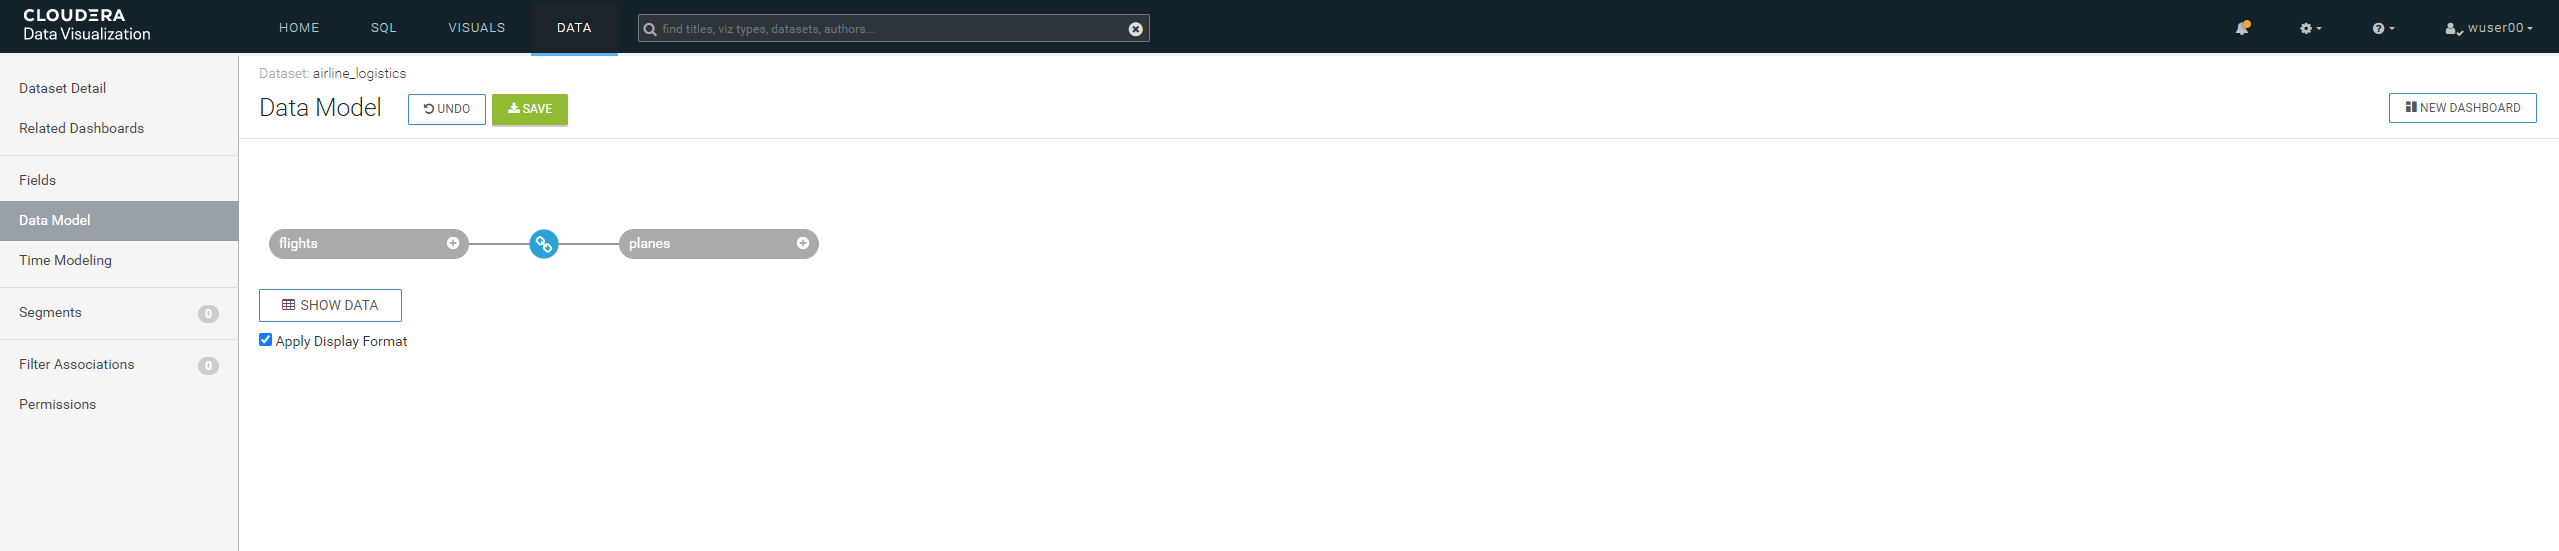 CLOUDERA
Data Visualization
HOME
SQL
VISUALS
DATA
find titles, viz types, datasets, authors...
wuser00
Dataset Detail
Related Dashboards
Fields
Data Model
Time Modeling
Segments 0
Filter Associations 0
Permissions
Dataset: airline_logistics
Data Model
UNDO
SAVE
NEW DASHBOARD
flights
planes
SHOW DATA
Apply Display Format